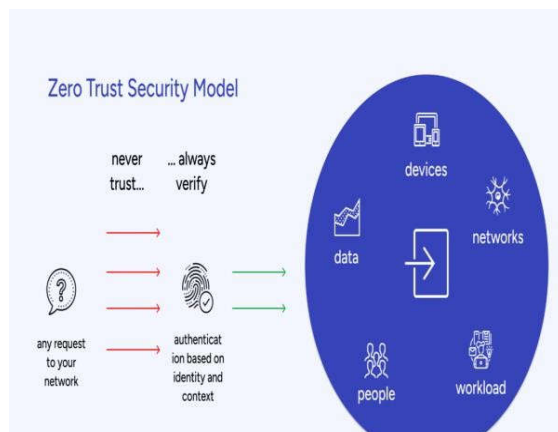 Zero Trust Security Model
never
trust...
... always
verify
devices
networks
data
?
any request
to your
network
authenticat
ion based on
identity and
context
people
workload